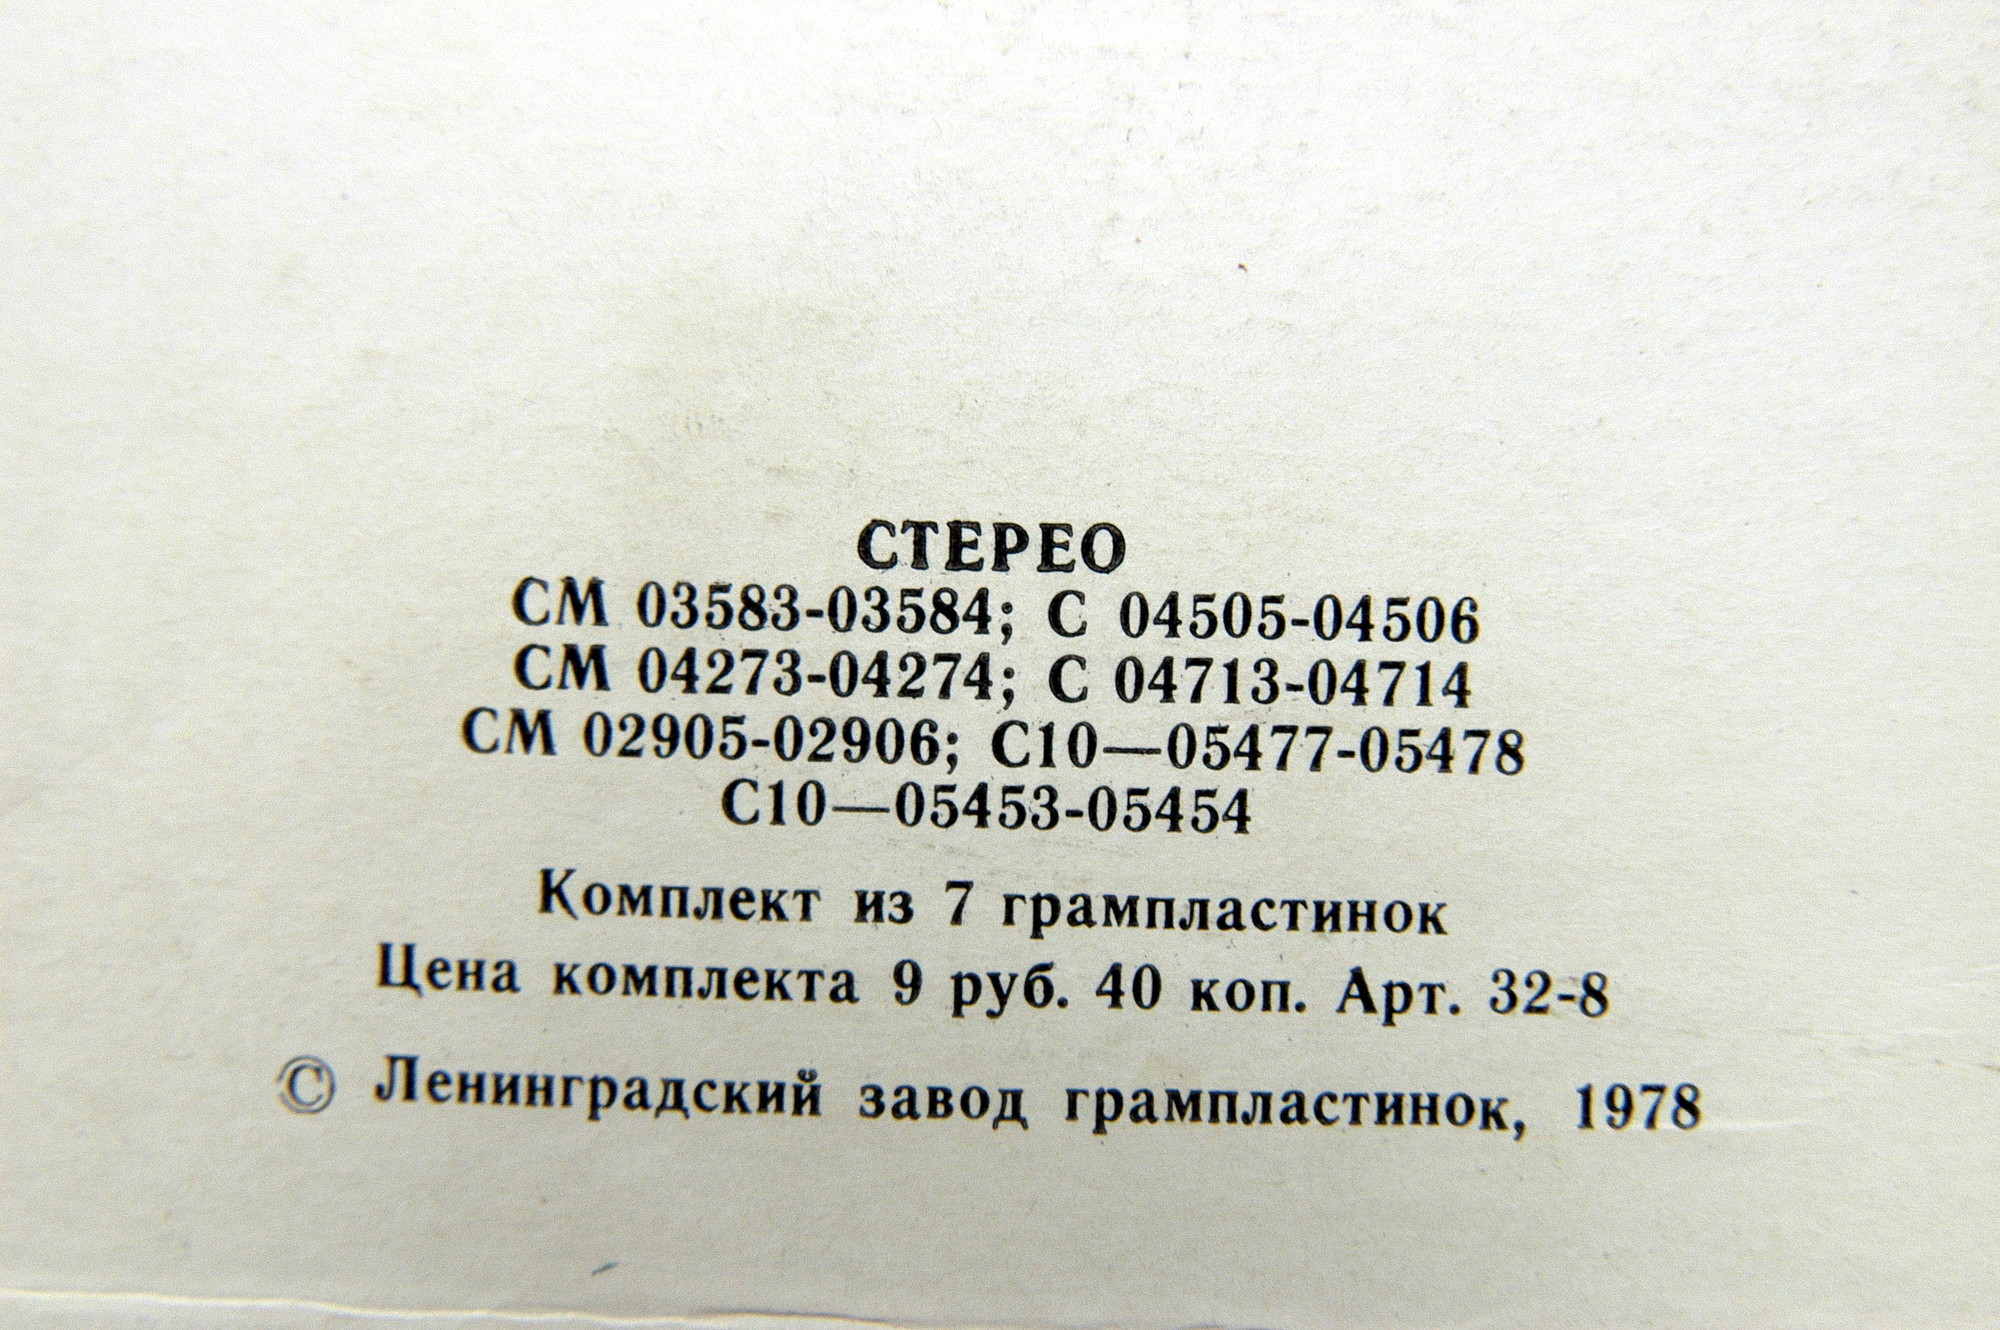 СТЕРЕО
СМ 03583-03584; С 04505-04506
СМ 04273-04274; С 04713-04714
СМ 02905-02906; С10—05477-05478
С10—05453-05454
Комплект из 7 грампластинок
Цена комплекта 9 руб. 40 коп. Арт. 32-8
© Ленинградский завод грампластинок, 1978